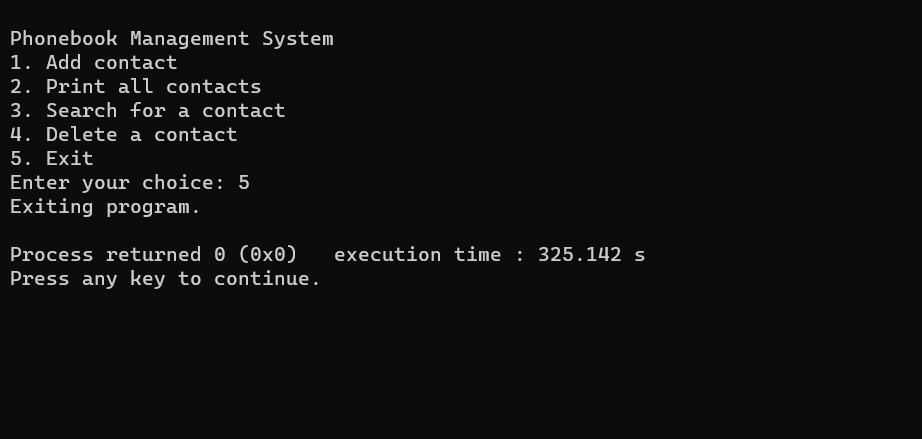 Phonebook Management System
1. Add contact
2. Print all contacts
3. Search for a contact
4. Delete a contact
5. Exit
Enter your choice: 5
Exiting program.
Process returned 0 (0x0)   execution time : 325.142 s
Press any key to continue.